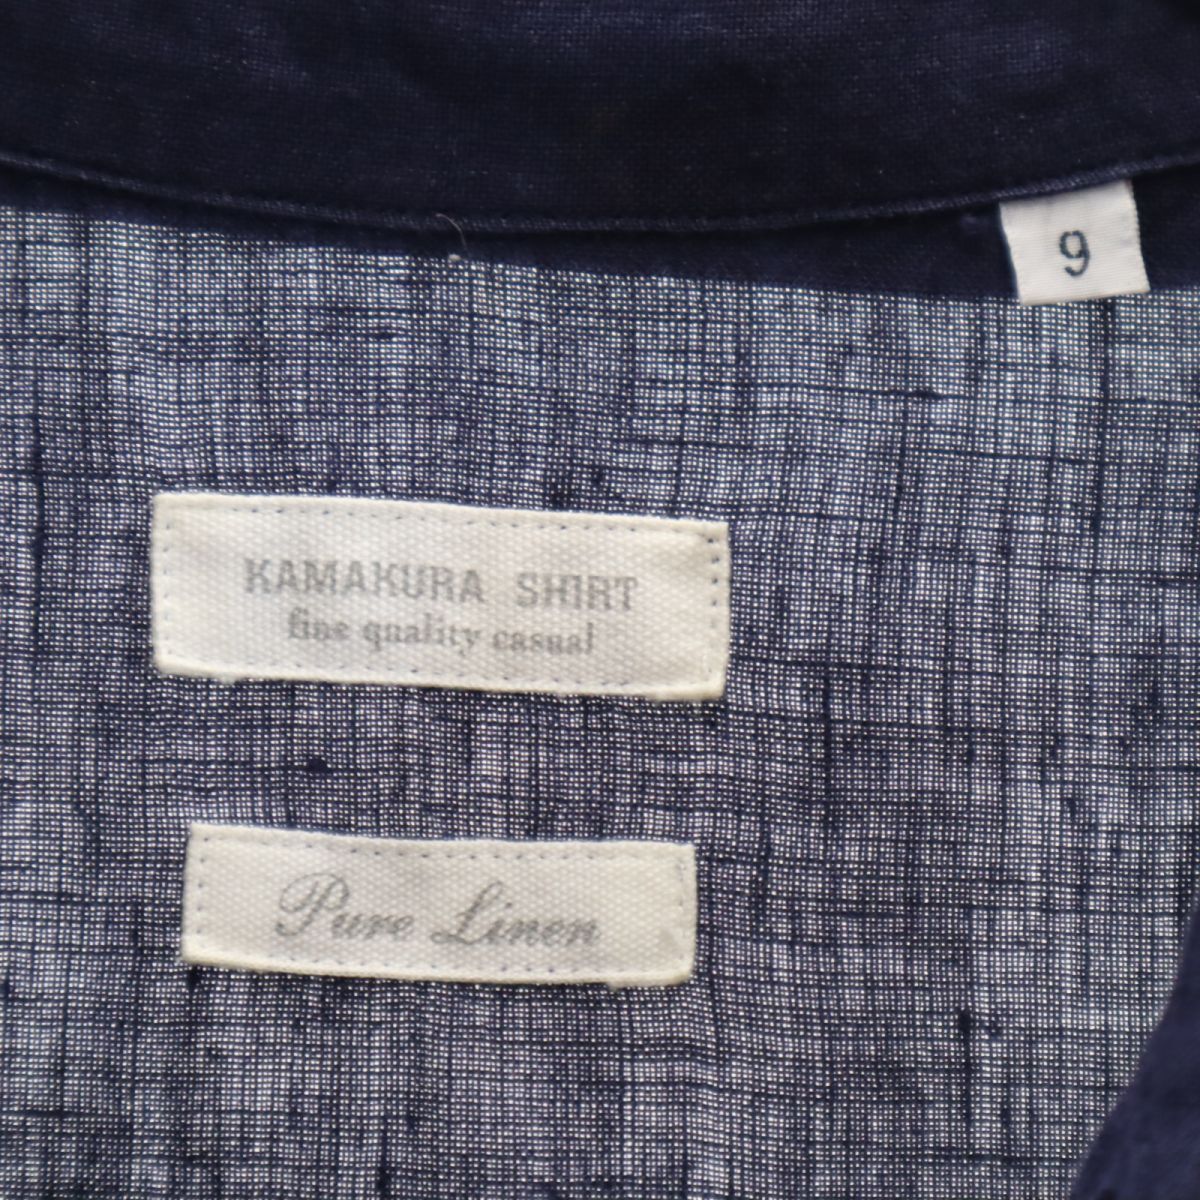 9
KAMAKURA SHIRT
fine quality casual
Pure Linen